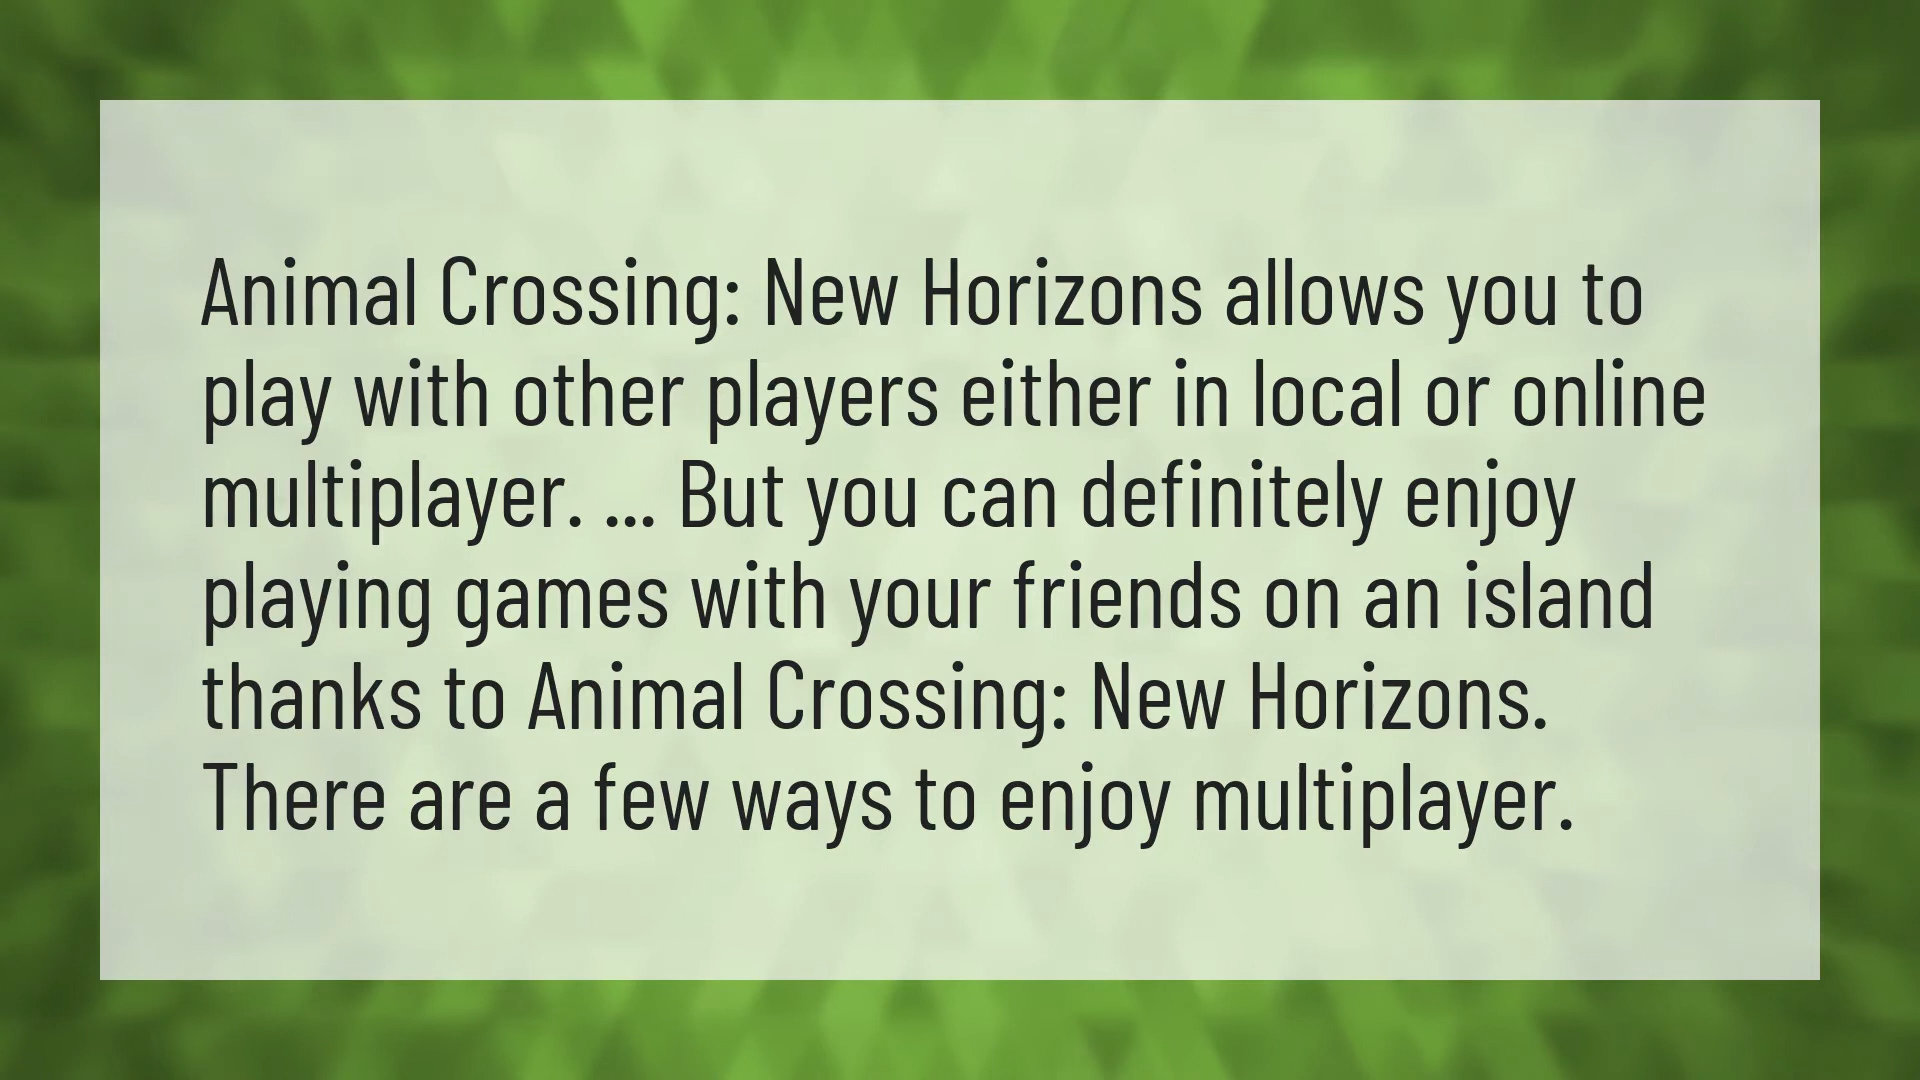 Animal Crossing: New Horizons allows you to
play with other players either in local or online
multiplayer. ... But you can definitely enjoy
playing games with your friends on an island
thanks to Animal Crossing: New Horizons.
There are a few ways to enjoy multiplayer.